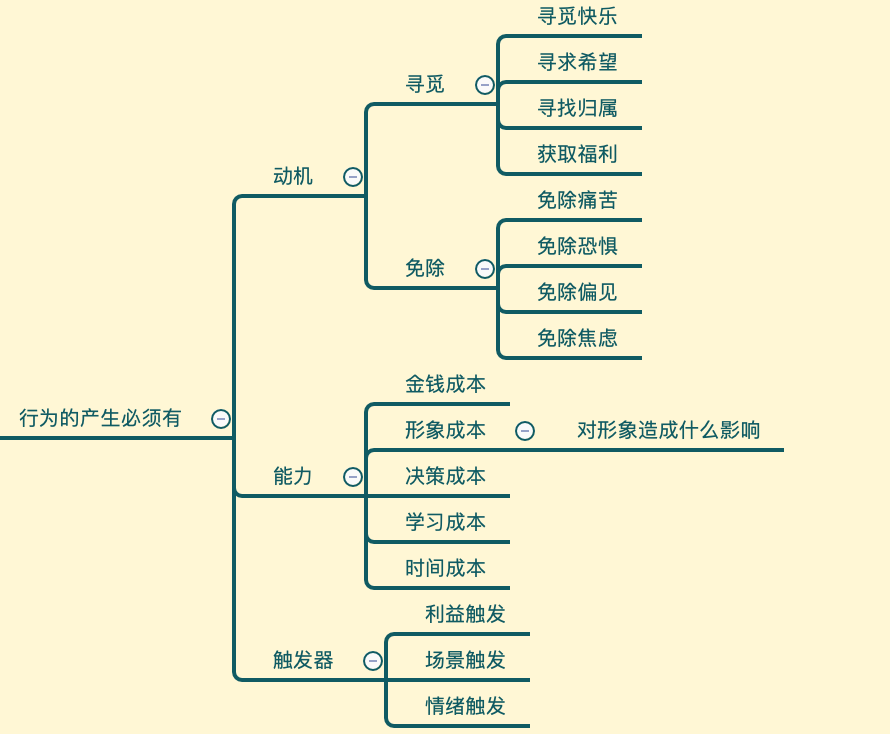 行为的产生必须有
动机
寻觅
寻觅快乐
寻求希望
寻找归属
获取福利
免除
免除痛苦
免除恐惧
免除偏见
免除焦虑
能力
金钱成本
形象成本
对形象造成什么影响
决策成本
学习成本
时间成本
触发器
利益触发
场景触发
情绪触发